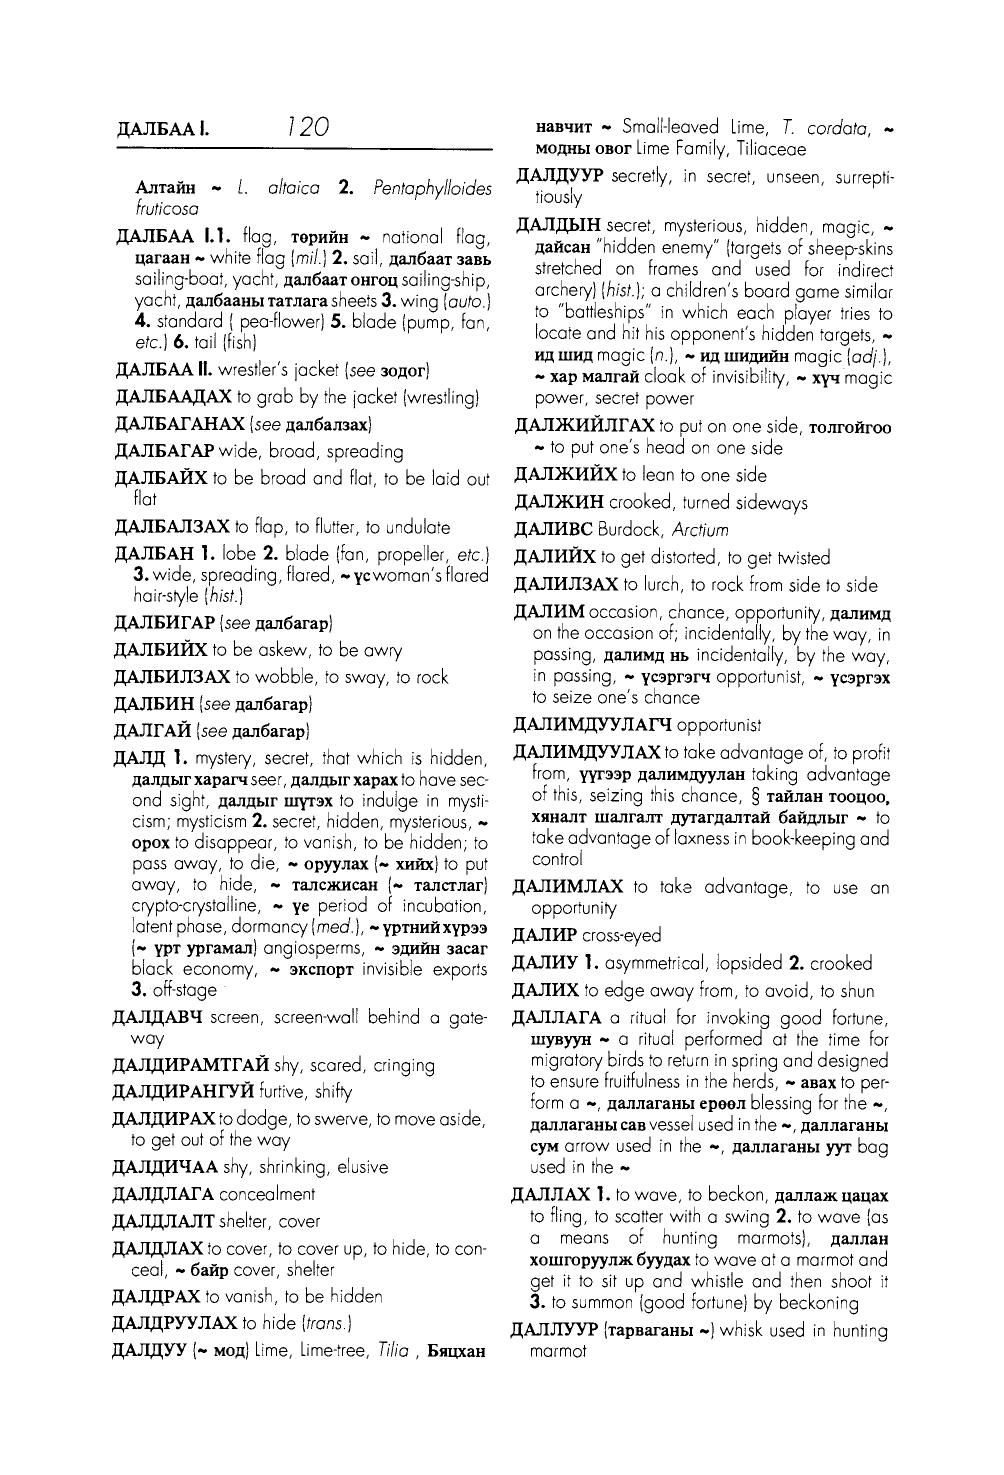 ДАЛБАА I. 120
Алтайн ~ L. altaica 2. Pentaphylloides
fruticosa
ДАЛБАА I.1. flag, төрийн ~ national flag,
цагаан ~ white flag (mil.) 2. sail, далбаат завь
sailing-boat, yacht, далбаат онгоц sailing-ship,
yacht, далбааны татлага sheets 3. wing (auto.)
4. standard ( pea-flower) 5. blade (pump, fan,
etc.) 6. tail (fish)
ДАЛБАА II. wrestler's jacket (see зодог)
ДАЛБААДАХ to grab by the jacket (wrestling)
ДАЛБАГАНАХ (see далбалзах)
ДАЛБАГАР wide, broad, spreading
ДАЛБАЙХ to be broad and flat, to be laid out
flat
ДАЛБАЛЗАХ to flap, to flutter, to undulate
ДАЛБАН 1. lobe 2. blade (fan, propeller, etc.)
3. wide, spreading, flared, ~ үс woman's flared
hair-style (hist.)
ДАЛБИГАР (see далбагар)
ДАЛБИЙХ to be askew, to be awry
ДАЛБИЛЗАХ to wobble, to sway, to rock
ДАЛБИН (see далбагар)
ДАЛГАЙ (see далбагар)
ДАЛД 1. mystery, secret, that which is hidden,
далдыг харагч seer, далдыг харах to have sec-
ond sight, далдыг шүтэх to indulge in mysti-
cism; mysticism 2. secret, hidden, mysterious, ~
орох to disappear, to vanish, to be hidden; to
pass away, to die, ~ оруулах (~ хийх) to put
away, to hide, ~ талсжисан (~ талстлаг)
crypto-crystalline, ~ үе period of incubation,
latent phase, dormancy (med.), ~ үртний хүрээ
(~ үрт ургамал) angiosperms, ~ эдийн засаг
black economy, ~ экспорт invisible exports
3. off-stage
ДАЛДАВЧ screen, screen-wall behind a gate-
way
ДАЛДИРАМТГАЙ shy, scared, cringing
ДАЛДИРАНГУЙ furtive, shifty
ДАЛДИРАХ to dodge, to swerve, to move aside,
to get out of the way
ДАЛДИЧАА shy, shrinking, elusive
ДАЛДЛАГА concealment
ДАЛДЛАЛТ shelter, cover
ДАЛДЛАХ to cover, to cover up, to hide, to con-
ceal, ~ байр cover, shelter
ДАЛДРАХ to vanish, to be hidden
ДАЛДРУУЛАХ to hide (trans.)
ДАЛДУУ (~ мод) Lime, Lime-tree, Tilia , Бяцхан
навчит ~ Small-leaved Lime, T. cordata, ~
модны овог Lime Family, Tiliaceae
ДАЛДУУР secretly, in secret, unseen, surrepti-
tiously
ДАЛДЫН secret, mysterious, hidden, magic, ~
дайсан "hidden enemy" (targets of sheep-skins
stretched on frames and used for indirect
archery) (hist.); a children's board game similar
to "battleships" in which each player tries to
locate and hit his opponent's hidden targets, ~
ид шид magic (n.), ~ ид шидийн magic (adj.),
~ хар малгай cloak of invisibility, ~ хүч magic
power, secret power
ДАЛЖИЙЛГАХ to put on one side, толгойгоо
~ to put one's head on one side
ДАЛЖИЙХ to lean to one side
ДАЛЖИН crooked, turned sideways
ДАЛИВС Burdock, Arctium
ДАЛИЙХ to get distorted, to get twisted
ДАЛИЛЗАХ to lurch, to rock from side to side
ДАЛИМ occasion, chance, opportunity, далимд
on the occasion of; incidentally, by the way, in
passing, далимд нь incidentally, by the way,
in passing, ~ үсэргэгч opportunist, ~ үсэргэх
to seize one's chance
ДАЛИМДУУЛАГЧ opportunist
ДАЛИМДУУЛАХ to take advantage of, to profit
from, үүгээр далимдуулан taking advantage
of this, seizing this chance, § тайлан тооцоо,
хяналт шалгалт дутагдалтай байдлыг ~ to
take advantage of laxness in book-keeping and
control
ДАЛИМЛАХ to take advantage, to use an
opportunity
ДАЛИР cross-eyed
ДАЛИУ 1. asymmetrical, lopsided 2. crooked
ДАЛИХ to edge away from, to avoid, to shun
ДАЛЛАГА a ritual for invoking good fortune,
шувуун ~ a ritual performed at the time for
migratory birds to return in spring and designed
to ensure fruitfulness in the herds, ~ авах to per-
form a ~, даллаганы ерөөл blessing for the ~,
даллаганы сав vessel used in the ~, даллаганы
сум arrow used in the ~, даллаганы уут bag
used in the ~
ДАЛЛАХ 1. to wave, to beckon, даллаж цацах
to fling, to scatter with a swing 2. to wave (as
a means of hunting marmots), даллан
хошгоруулж буудах to wave at a marmot and
get it to sit up and whistle and then shoot it
3. to summon (good fortune) by beckoning
ДАЛЛУУР (тарваганы ~) whisk used in hunting
marmot